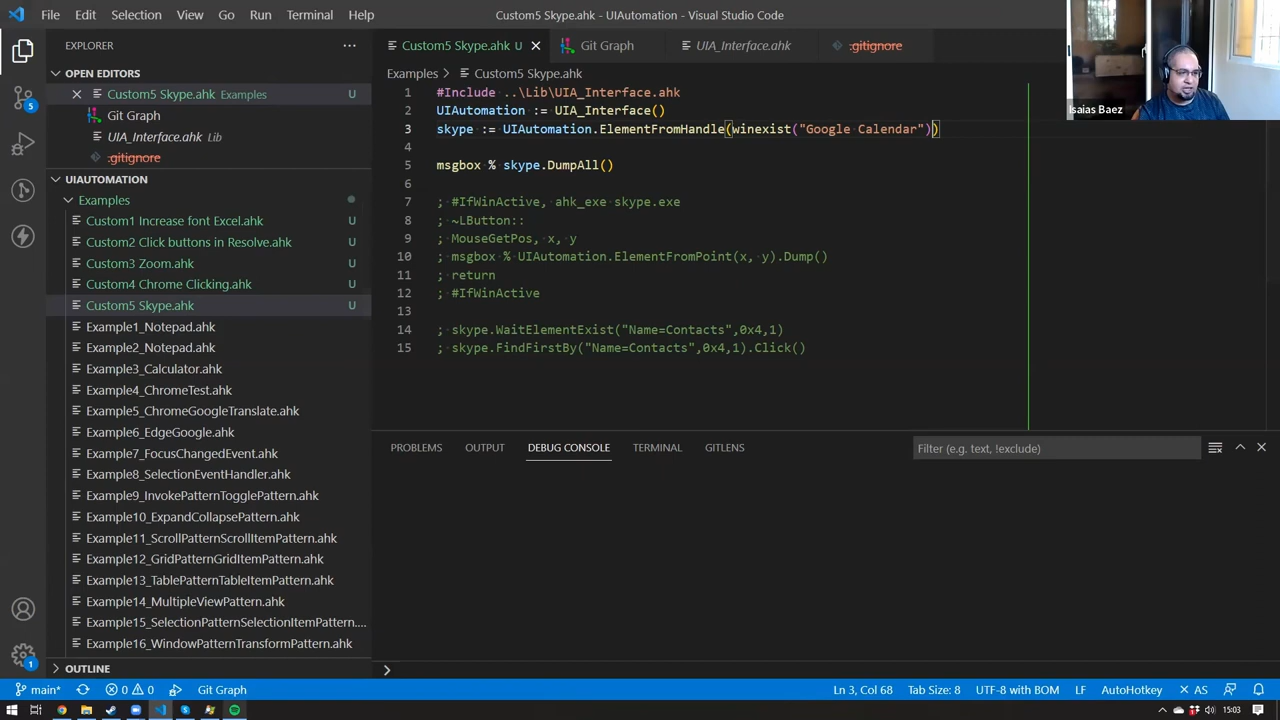 File Edit Selection View Go Run Terminal Help
Custom5 Skype.ahk - UIAutomation - Visual Studio Code
Isaias Baez
EXPLORER
OPEN EDITORS
Custom5 Skype.ahk Examples U
Git Graph
UIA_Interface.ahk Lib
.gitignore
UIAUTOMATION
Examples
Custom1 Increase font Excel.ahk U
Custom2 Click buttons in Resolve.ahk U
Custom3 Zoom.ahk U
Custom4 Chrome Clicking.ahk U
Custom5 Skype.ahk U
Example1_Notepad.ahk
Example2_Notepad.ahk
Example3_Calculator.ahk
Example4_ChromeTest.ahk
Example5_ChromeGoogleTranslate.ahk
Example6_EdgeGoogle.ahk
Example7_FocusChangedEvent.ahk
Example8_SelectionEventHandler.ahk
Example9_InvokePatternTogglePattern.ahk
Example10_ExpandCollapsePattern.ahk
Example11_ScrollPatternScrollItemPattern.ahk
Example12_GridPatternGridItemPattern.ahk
Example13_TablePatternTableItemPattern.ahk
Example14_MultipleViewPattern.ahk
Example15_SelectionPatternSelectionItemPattern....
Example16_WindowPatternTransformPattern.ahk
OUTLINE
5
1
Custom5 Skype.ahk U Git Graph UIA_Interface.ahk .gitignore
Examples > Custom5 Skype.ahk
1 #Include ..\Lib\UIA_Interface.ahk
2 UIAutomation := UIA_Interface()
3 skype := UIAutomation.ElementFromHandle(winexist("Google Calendar"))
4
5 msgbox % skype.DumpAll()
6
7 ; #IfWinActive, ahk_exe skype.exe
8 ; ~LButton::
9 ; MouseGetPos, x, y
10 ; msgbox % UIAutomation.ElementFromPoint(x, y).Dump()
11 ; return
12 ; #IfWinActive
13
14 ; skype.WaitElementExist("Name=Contacts",0x4,1)
15 ; skype.FindFirstBy("Name=Contacts",0x4,1).Click()
PROBLEMS OUTPUT DEBUG CONSOLE TERMINAL GITLENS
Filter (e.g. text, !exclude)
main* 0 0 Git Graph
Ln 3, Col 68 Tab Size: 8 UTF-8 with BOM LF AutoHotkey AS
15:03